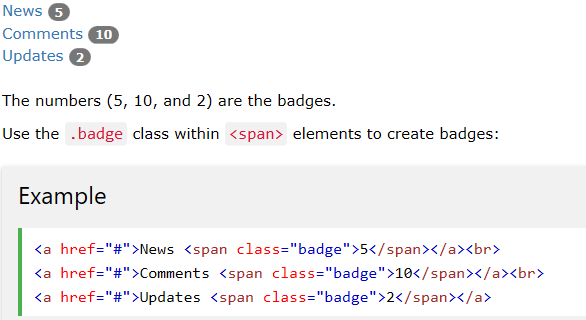 News 5
Comments 10
Updates 2
The numbers (5, 10, and 2) are the badges.
Use the .badge class within <span> elements to create badges:
Example
<a href="#">News <span class="badge">5</span></a><br>
<a href="#">Comments <span class="badge">10</span></a><br>
<a href="#">Updates <span class="badge">2</span></a>